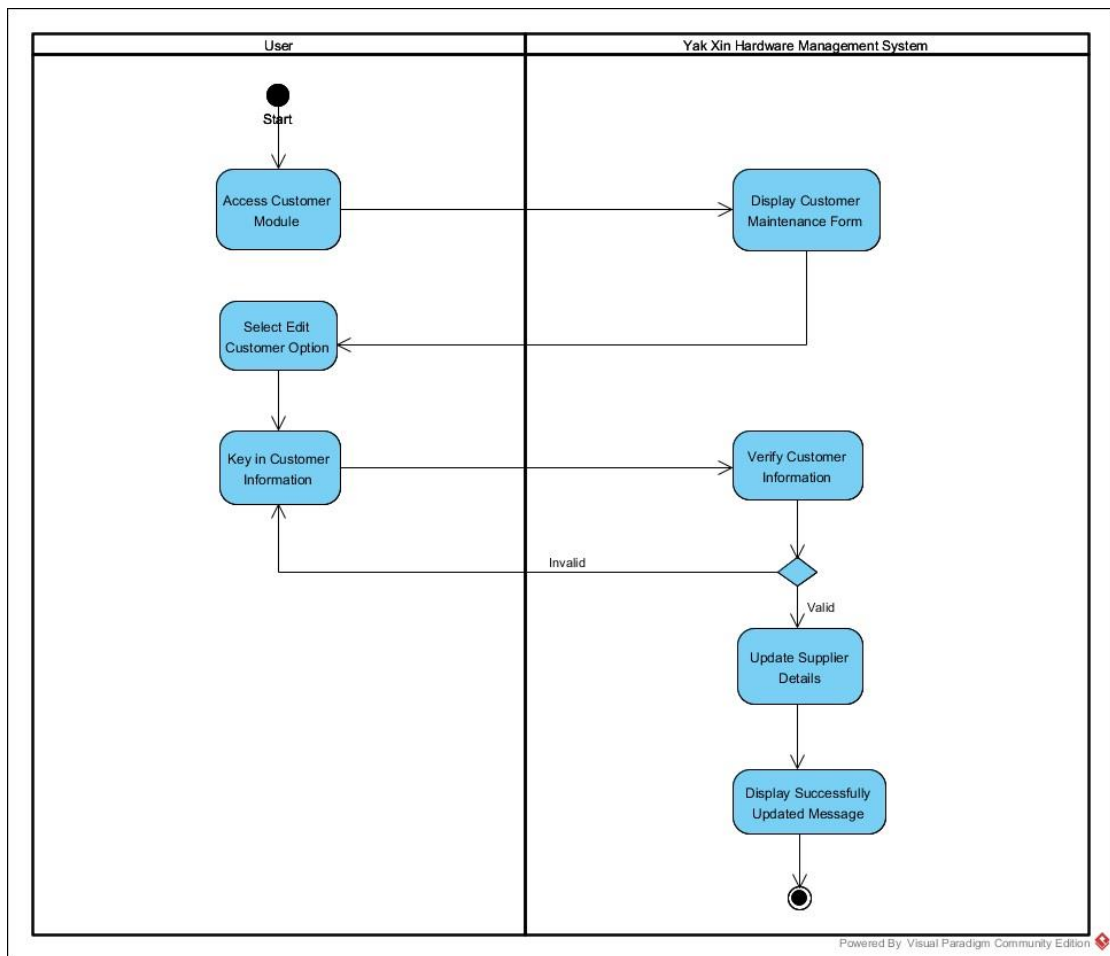 User
Yak Xin Hardware Management System
Start
Access Customer
Module
Display Customer
Maintenance Form
Select Edit
Customer Option
Key in Customer
Information
Verify Customer
Information
Invalid
Valid
Update Supplier
Details
Display Successfully
Updated Message
Powered By Visual Paradigm Community Edition